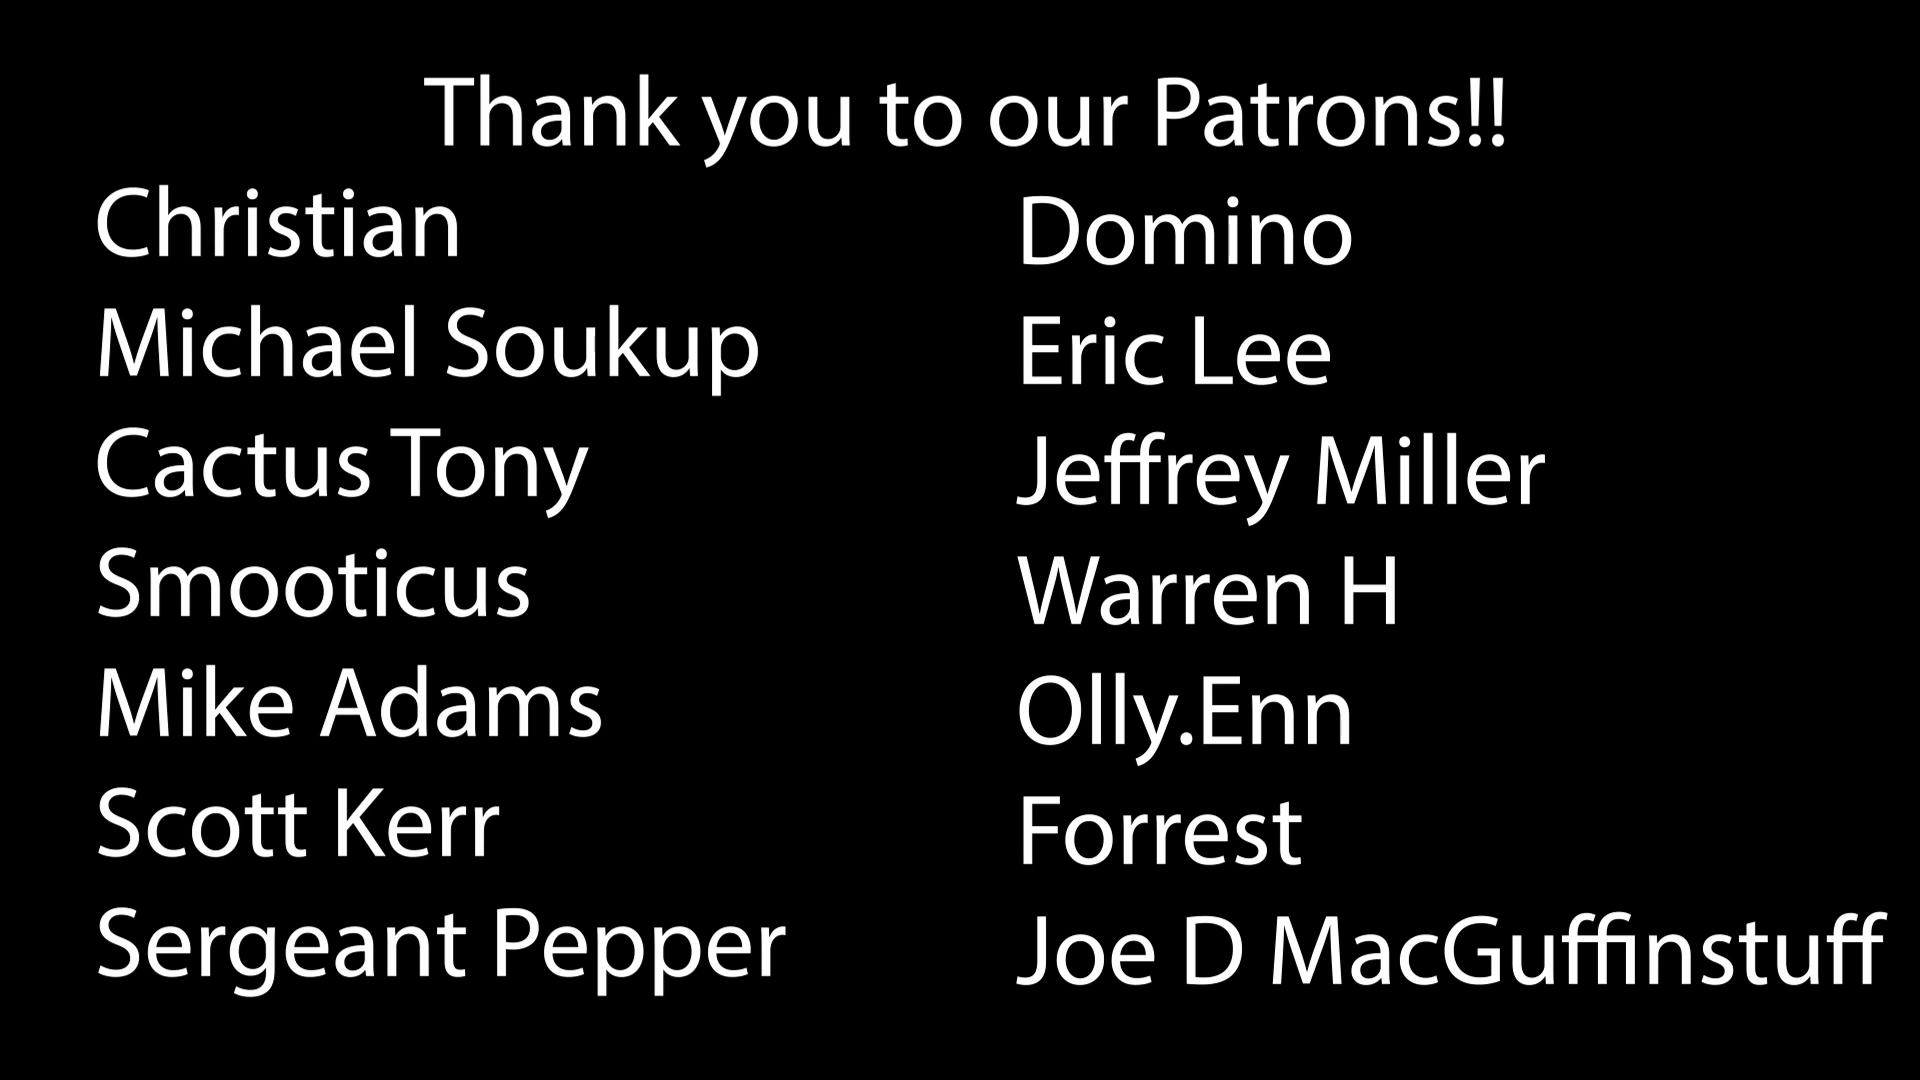 Thank you to our Patrons!!
Christian
Michael Soukup
Cactus Tony
Smooticus
Mike Adams
Scott Kerr
Sergeant Pepper
Domino
Eric Lee
Jeffrey Miller
Warren H
Olly.Enn
Forrest
Joe D MacGuffinstuff